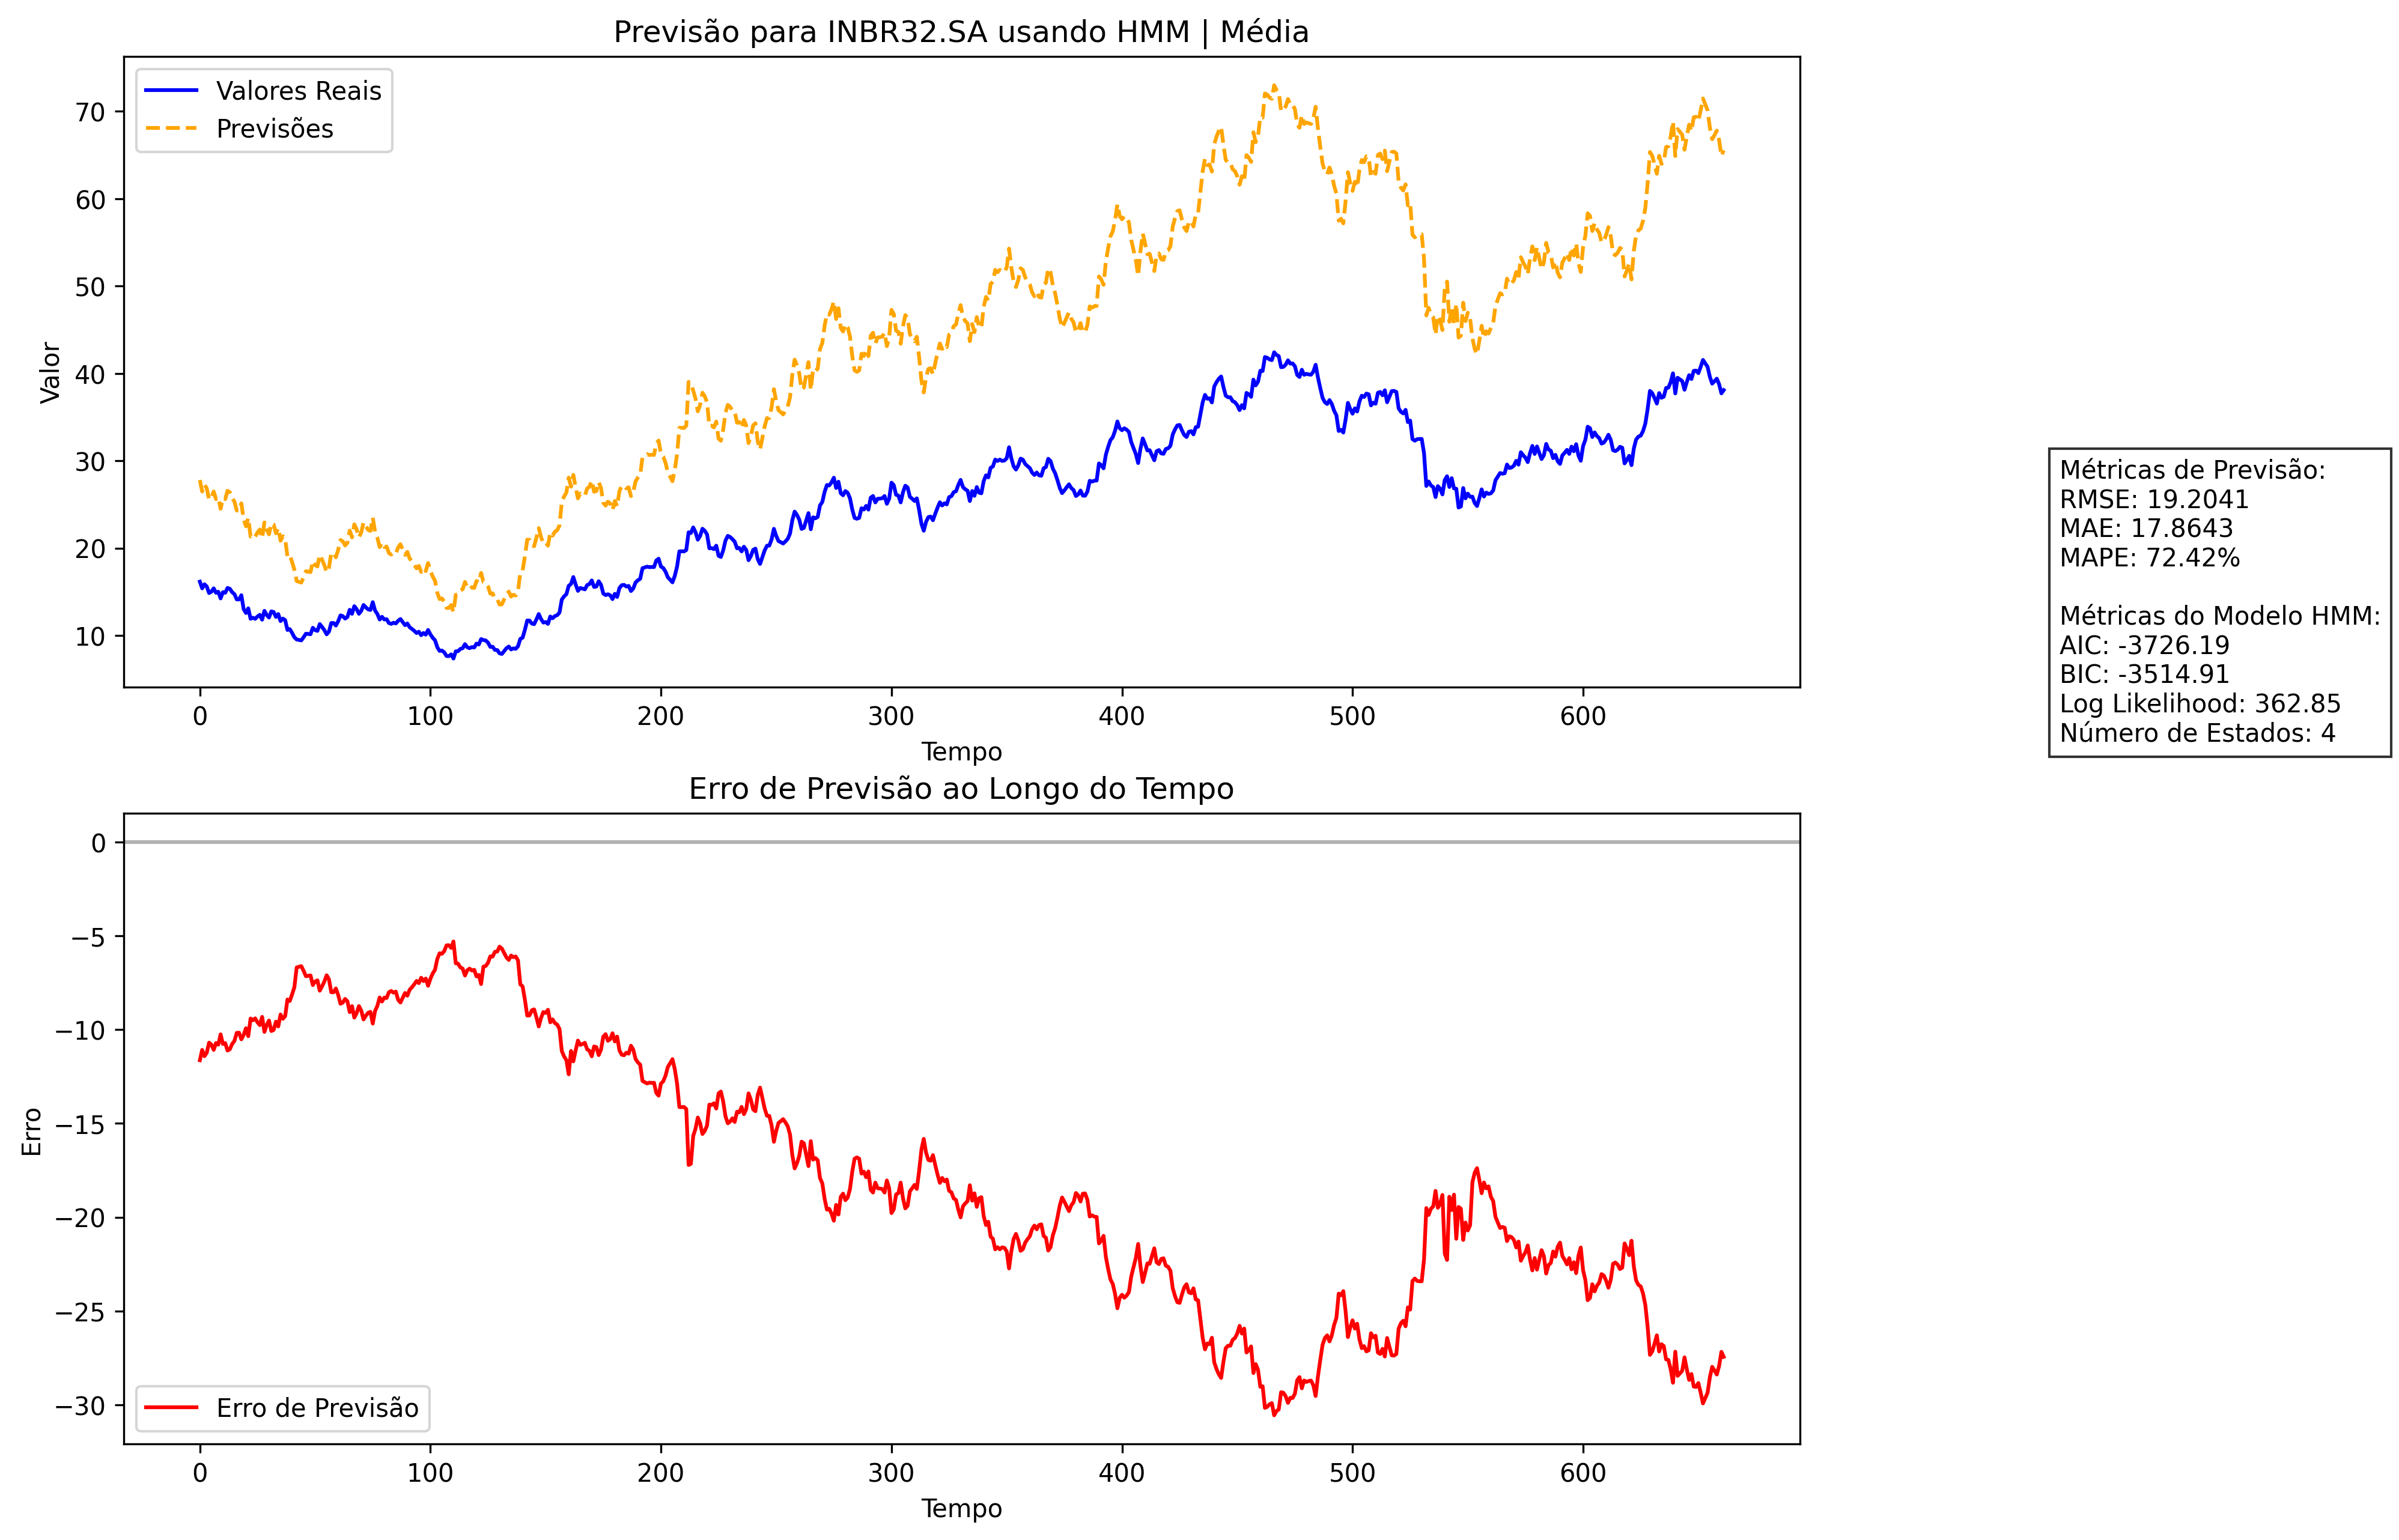 Previsão para INBR32.SA usando HMM | Média
Valores Reais
Previsões
Valor
70
60
50
40
30
20
10
0
100
200
300
400
500
600
Tempo
Métricas de Previsão:
RMSE: 19.2041
MAE: 17.8643
MAPE: 72.42%
Métricas do Modelo HMM:
AIC: -3726.19
BIC: -3514.91
Log Likelihood: 362.85
Número de Estados: 4
Erro de Previsão ao Longo do Tempo
Erro
0
−5
−10
−15
−20
−25
−30
Erro de Previsão
0
100
200
300
400
500
600
Tempo